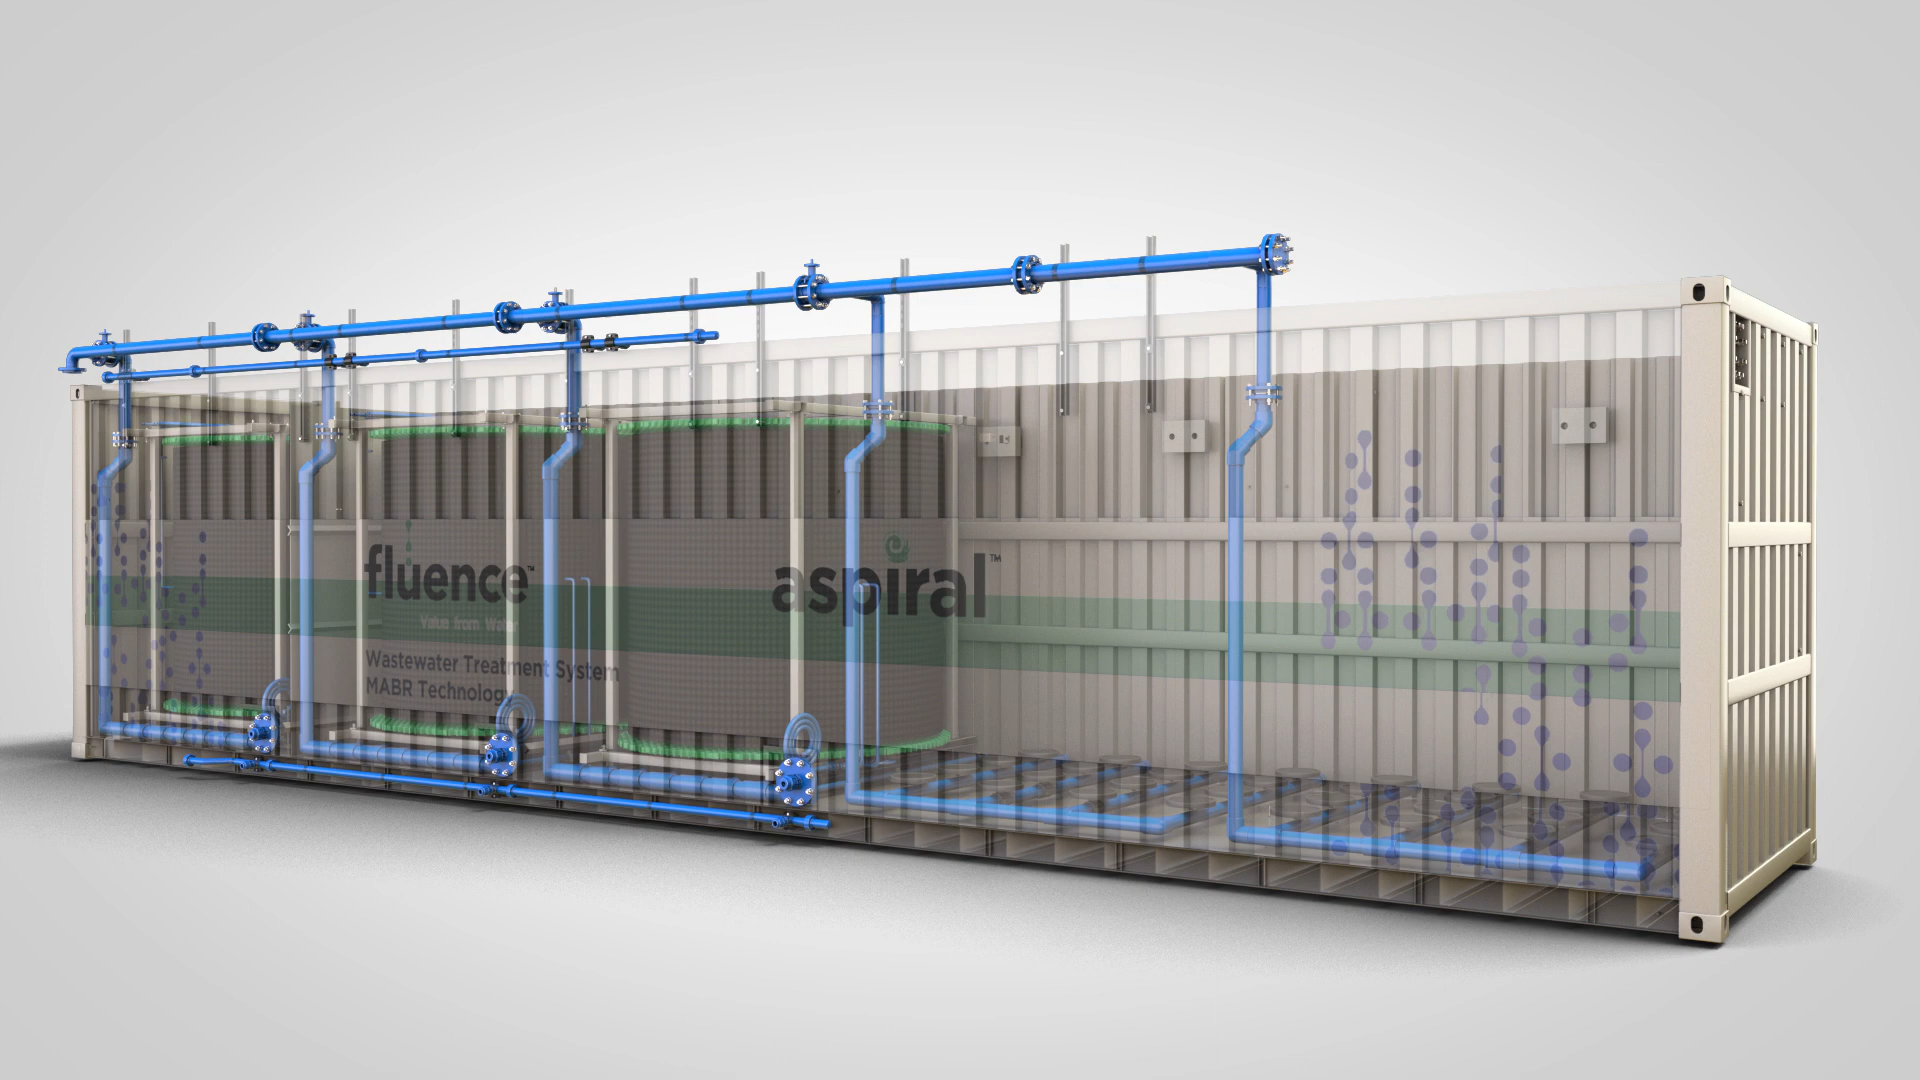 fluence™
Value from Water
Wastewater Treatment System
MABR Technology
aspiral™